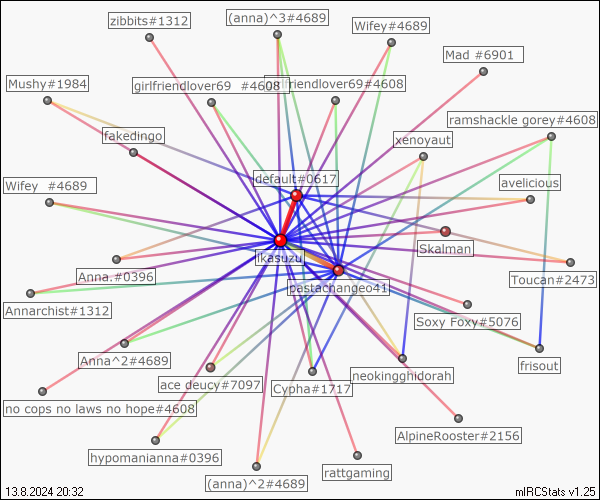 zibbits#1312
(anna)^3#4689
Wifey#4689
Mad #6901
Mushy#1984
girlfriendlover69 #4608
friendlover69#4608
ramshackle gorey#4608
fakedingo
xenoyaut
default#0617
Wifey #4689
avelicious
Skalman
ikasuzu
Anna.#0396
Toucan#2473
pastachange041
Annarchist#1312
Soxy Foxy#5076
Anna^2#4689
frisout
ace deucy#7097
Cypha#1717
neokingghidorah
no cops no laws no hope#4608
AlpineRooster#2156
hypomanianna#0396
rattgaming
(anna)^2#4689
13.8.2024 20:32
mIRCStats v1.25